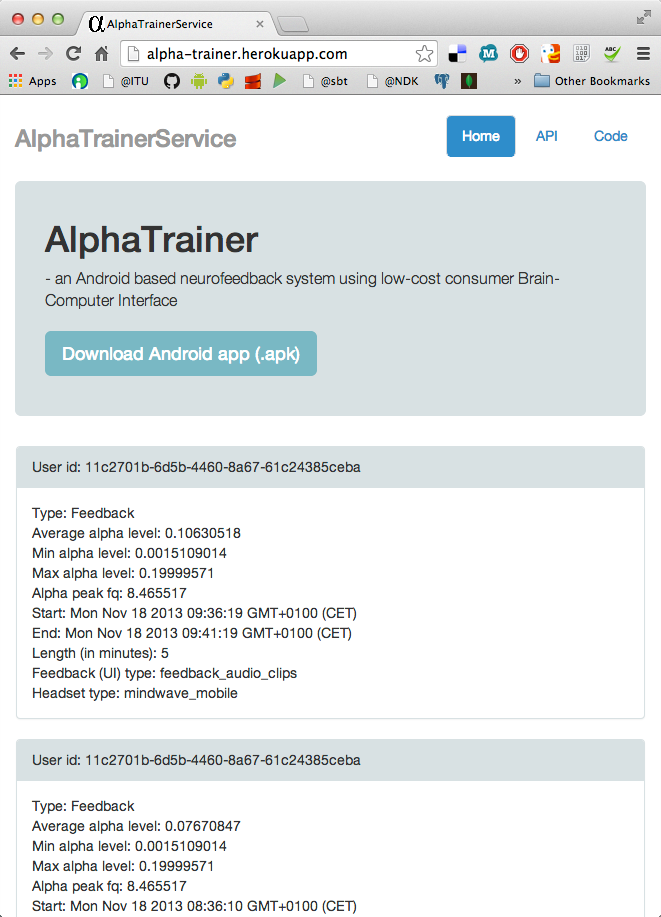 αAlphaTrainerService
alpha-trainer.herokuapp.com
Apps @ITU @sbt @NDK » Other Bookmarks
AlphaTrainerService
Home API Code
AlphaTrainer
- an Android based neurofeedback system using low-cost consumer Brain-
Computer Interface
Download Android app (.apk)
User id: 11c2701b-6d5b-4460-8a67-61c24385ceba
Type: Feedback
Average alpha level: 0.10630518
Min alpha level: 0.0015109014
Max alpha level: 0.19999571
Alpha peak fq: 8.465517
Start: Mon Nov 18 2013 09:36:19 GMT+0100 (CET)
End: Mon Nov 18 2013 09:41:19 GMT+0100 (CET)
Length (in minutes): 5
Feedback (UI) type: feedback_audio_clips
Headset type: mindwave_mobile
User id: 11c2701b-6d5b-4460-8a67-61c24385ceba
Type: Feedback
Average alpha level: 0.07670847
Min alpha level: 0.0015109014
Max alpha level: 0.19999571
Alpha peak fq: 8.465517
Start: Mon Nov 18 2013 08:36:10 GMT+0100 (CET)